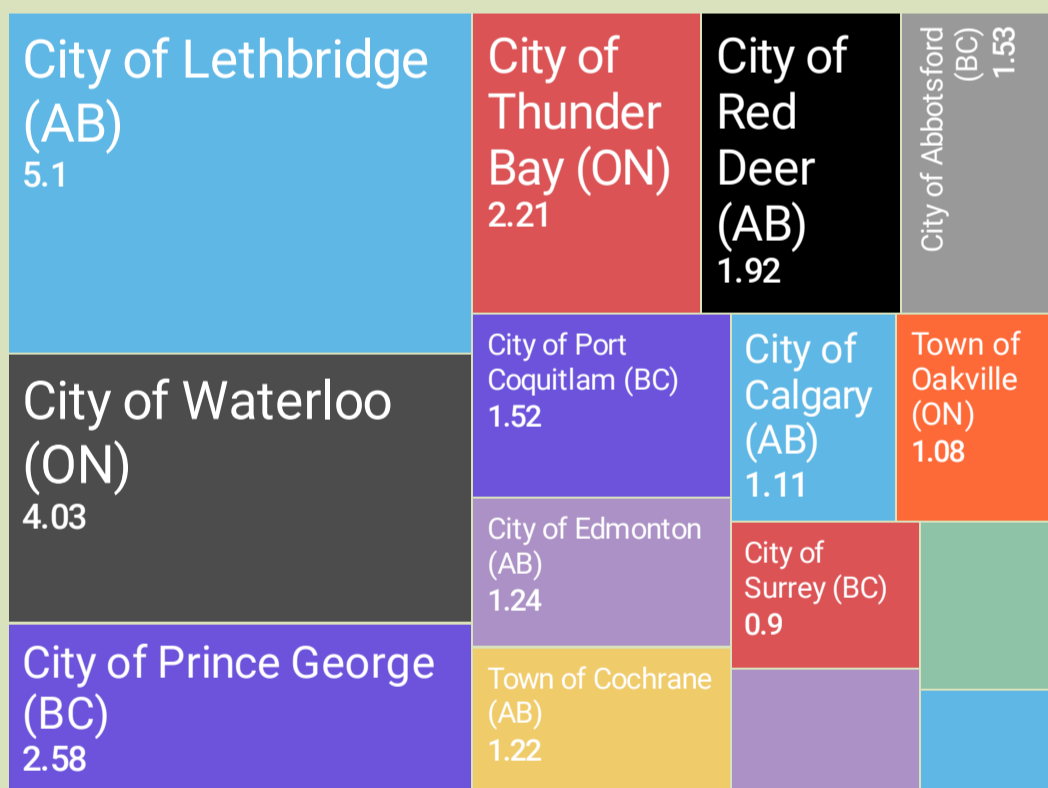 City of Lethbridge
(AB)
5.1
City of Waterloo
(ON)
4.03
City of Prince George
(BC)
2.58
City of
Thunder
Bay (ON)
2.21
City of
Red
Deer
(AB)
1.92
City of Abbotsford
(BC)
1.53
City of Port
Coquitlam (BC)
1.52
City of Edmonton
(AB)
1.24
Town of Cochrane
(AB)
1.22
City of
Calgary
(AB)
1.11
Town of
Oakville
(ON)
1.08
City of
Surrey (BC)
0.9